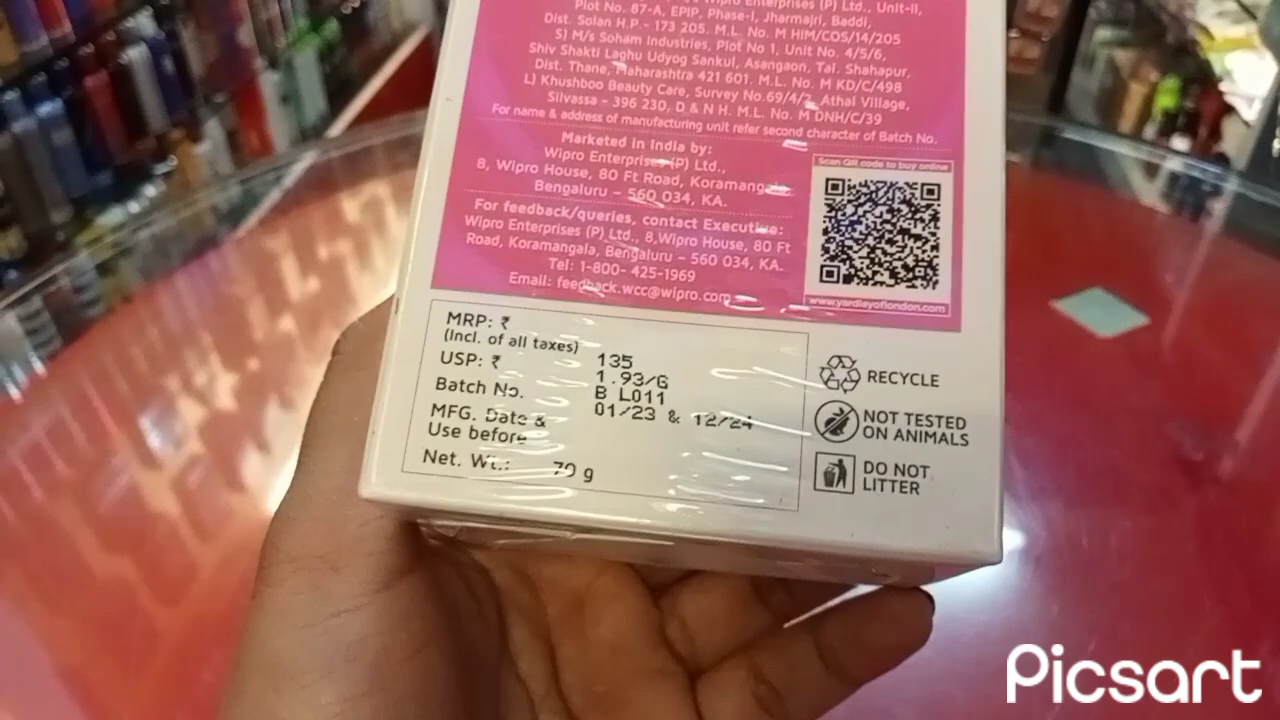 Wipro Enterprises (P) Ltd., Unit-II,
Plot No. 87-A, EPIP, Phase-I, Jharmajri, Baddi,
Dist. Solan H.P.- 173 205. M.L. No. M HIM/COS/14/205
S) M/s Soham Industries, Plot No 1, Unit No. 4/5/6,
Shiv Shakti Laghu Udyog Sankul, Asangaon, Tal. Shahapur,
Dist. Thane, Maharashtra 421 601. M.L. No. M KD/C/498
L) Khushboo Beauty Care, Survey No.69/4/2, Athal Village,
Silvassa – 396 230, D & N H. M.L. No. M DNH/C/39
For name & address of manufacturing unit refer second character of Batch No.
Marketed in India by:
Wipro Enterprises (P) Ltd.,
8, Wipro House, 80 Ft Road, Koramangala
Bengaluru – 560 034, KA.
For feedback/queries, contact Executive:
Wipro Enterprises (P) Ltd., 8,Wipro House, 80 Ft
Road, Koramangala, Bengaluru – 560 034, KA.
Tel: 1-800- 425-1969
Email: feedback.wcc@wipro.com
Scan QR code to buy online
www.yardleyoflondon.com
MRP: ₹
(Incl. of all taxes) 135
USP: ₹ 1.93/G
Batch No. B L011
MFG. Date & 01/23 & 12/24
Use before
Net. Wt.: 70 g
RECYCLE
NOT TESTED
ON ANIMALS
DO NOT
LITTER
Picsart